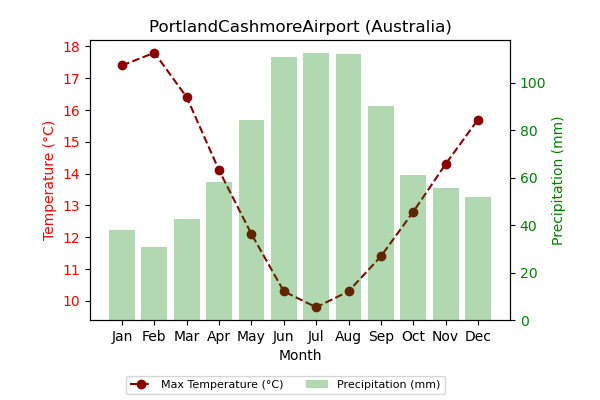 PortlandCashmoreAirport (Australia)
18
17
16
15
14
13
12
11
10
Temperature (°C)
100
80
60
40
20
0
Precipitation (mm)
Jan Feb Mar Apr May Jun Jul Aug Sep Oct Nov Dec
Month
Max Temperature (°C) Precipitation (mm)